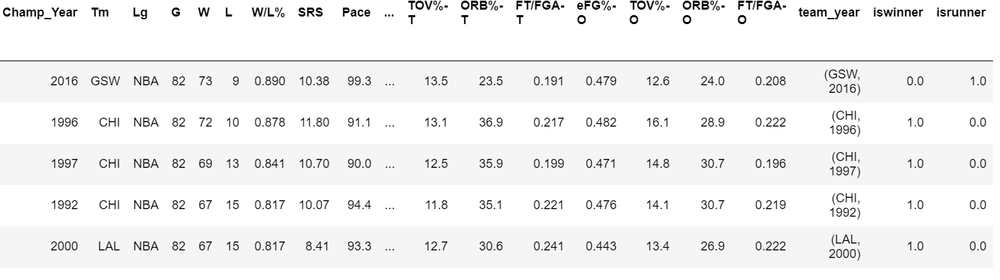 Champ_Year Tm Lg G W L W/L% SRS Pace ... TOV%-T ORB%-T FT/FGA-T eFG%-O TOV%-O ORB%-O FT/FGA-O team_year iswinner isrunner
2016 GSW NBA 82 73 9 0.890 10.38 99.3 ... 13.5 23.5 0.191 0.479 12.6 24.0 0.208 (GSW, 2016) 0.0 1.0
1996 CHI NBA 82 72 10 0.878 11.80 91.1 ... 13.1 36.9 0.217 0.482 16.1 28.9 0.222 (CHI, 1996) 1.0 0.0
1997 CHI NBA 82 69 13 0.841 10.70 90.0 ... 12.5 35.9 0.199 0.471 14.8 30.7 0.196 (CHI, 1997) 1.0 0.0
1992 CHI NBA 82 67 15 0.817 10.07 94.4 ... 11.8 35.1 0.221 0.476 14.1 30.7 0.219 (CHI, 1992) 1.0 0.0
2000 LAL NBA 82 67 15 0.817 8.41 93.3 ... 12.7 30.6 0.241 0.443 13.4 26.9 0.222 (LAL, 2000) 1.0 0.0